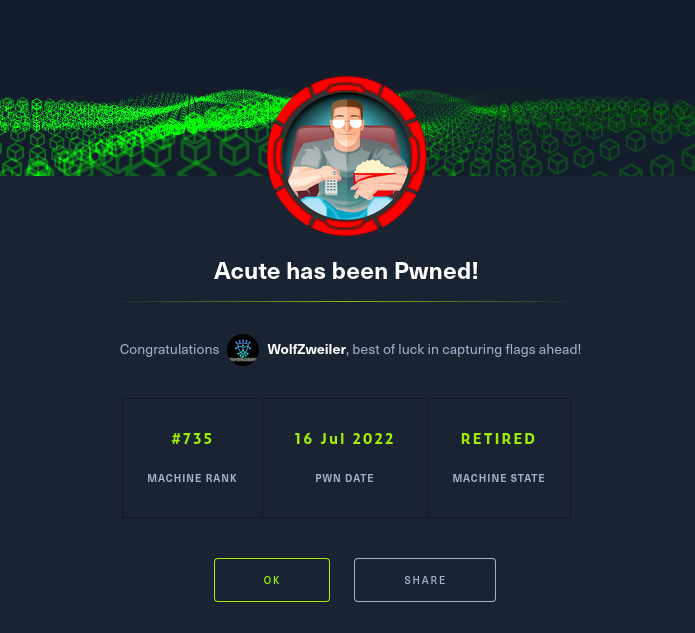 Acute has been Pwned!
Congratulations WolfZweiler, best of luck in capturing flags ahead!
#735 16 Jul 2022 RETIRED
MACHINE RANK PWN DATE MACHINE STATE
OK SHARE